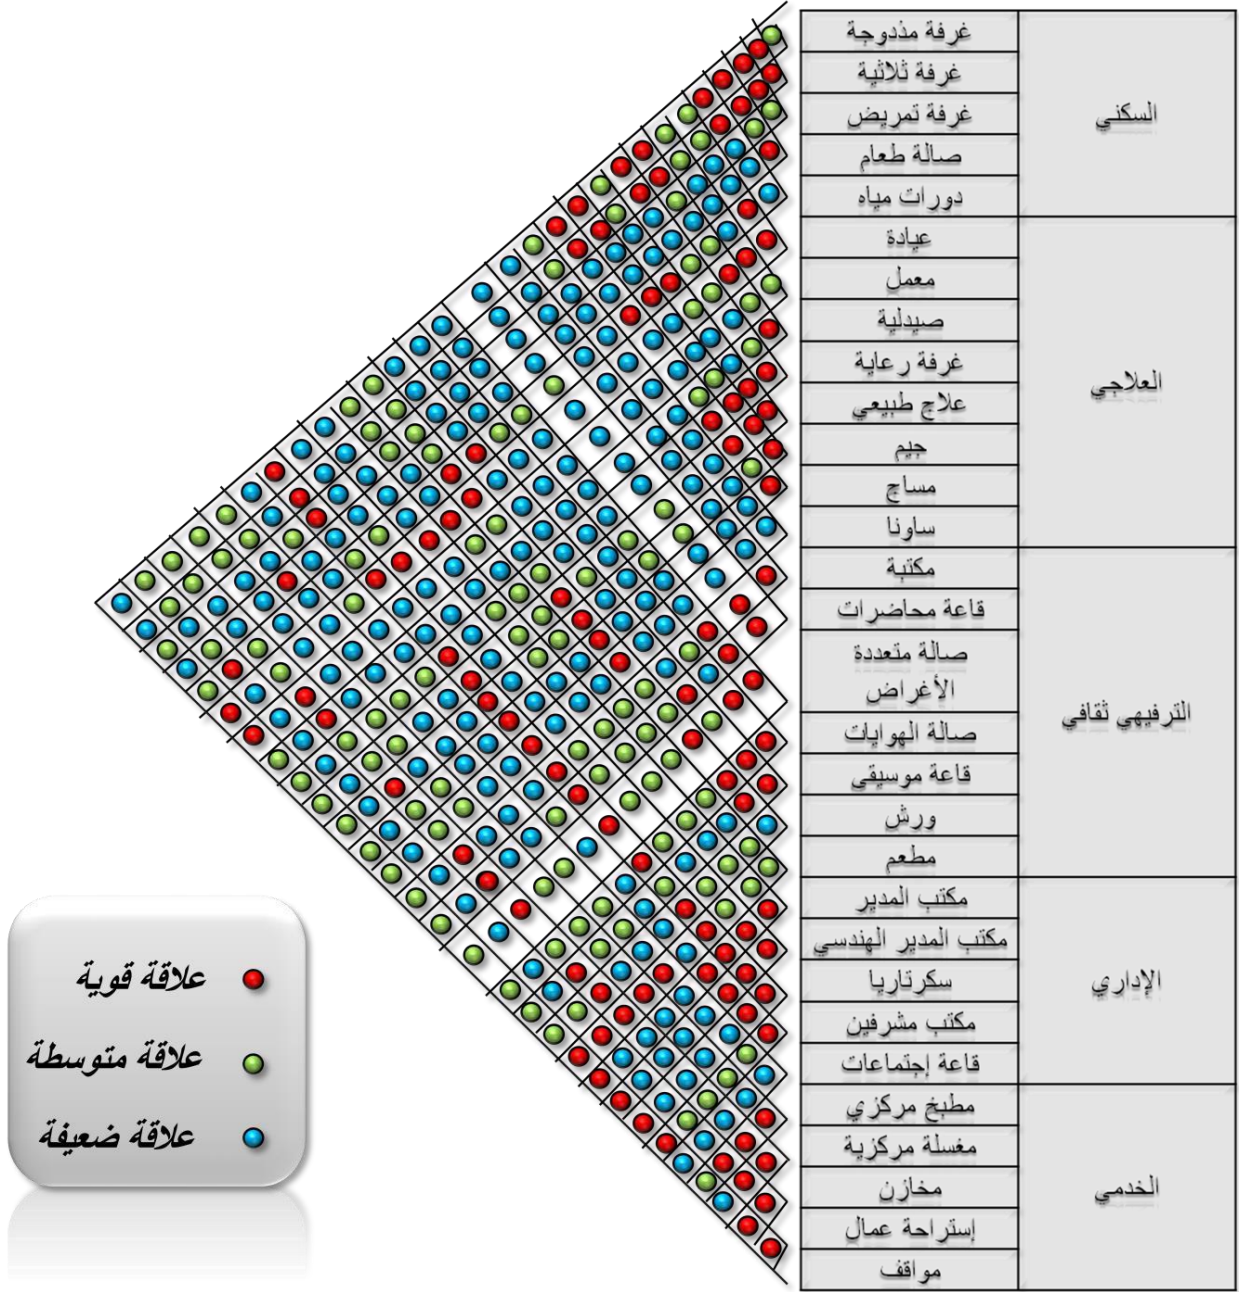 السكني
غرفة مذدوجة
غرفة ثلاثية
غرفة تمريض
صالة طعام
دورات مياه
العلاجي
عيادة
معمل
صيدلية
غرفة رعاية
علاج طبيعي
جيم
مساج
ساونا
الترفيهي ثقافي
مكتبة
قاعة محاضرات
صالة متعددة
الأغراض
صالة الهوايات
قاعة موسيقى
ورش
مطعم
الإداري
مكتب المدير
مكتب المدير الهندسي
سكرتاريا
مكتب مشرفين
قاعة إجتماعات
الخدمي
مطبخ مركزي
مغسلة مركزية
مخازن
إستراحة عمال
مواقف
علاقة قوية
علاقة متوسطة
علاقة ضعيفة